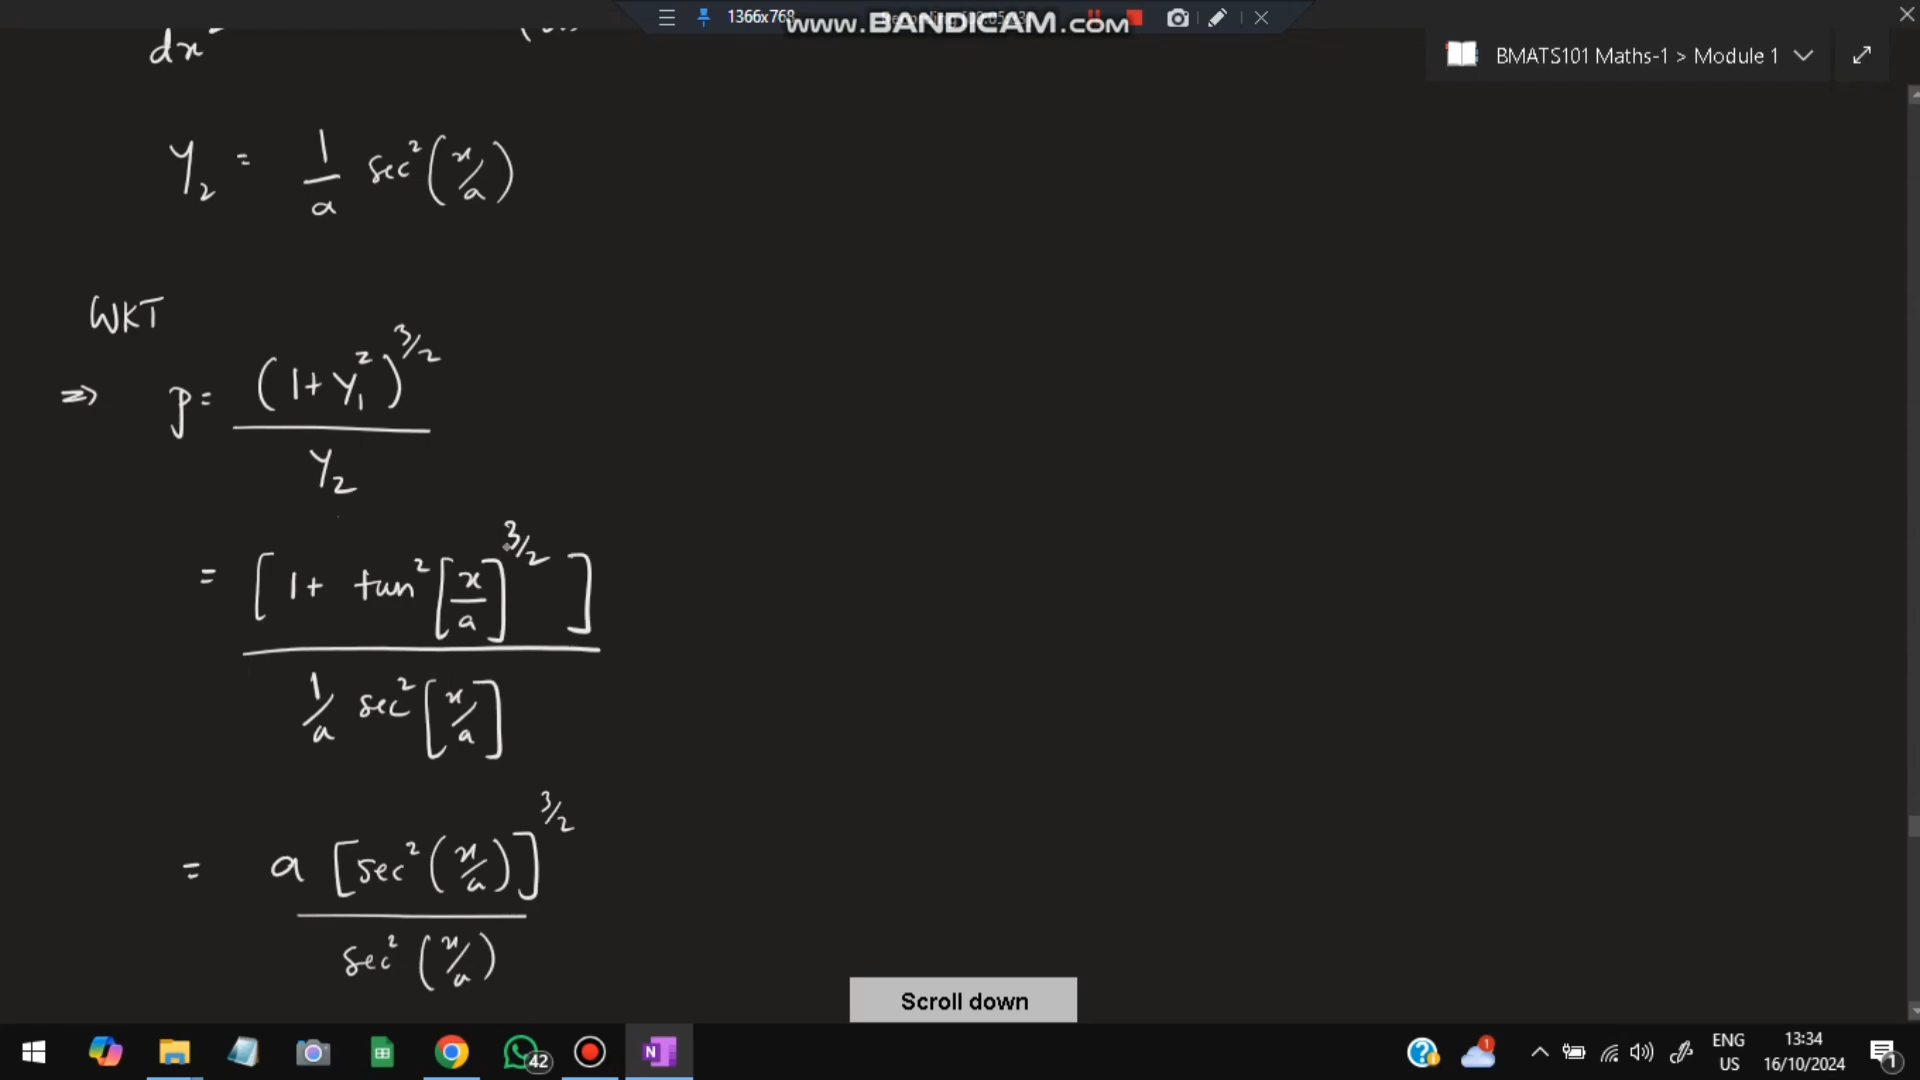 1366x768
www.BANDICAM.com
BMATS101 Maths-1 > Module 1
dx²
Y₂ = 1/a sec²(x/a)
WKT
=> ρ = (1+y₁²)^3/2 / Y₂
= [1+ tan²[x/a]^3/2 ] / 1/a sec²[x/a]
= a [sec²(x/a)]^3/2 / sec²(x/a)
Scroll down
42
N
1
ENG
US
13:34
16/10/2024
1